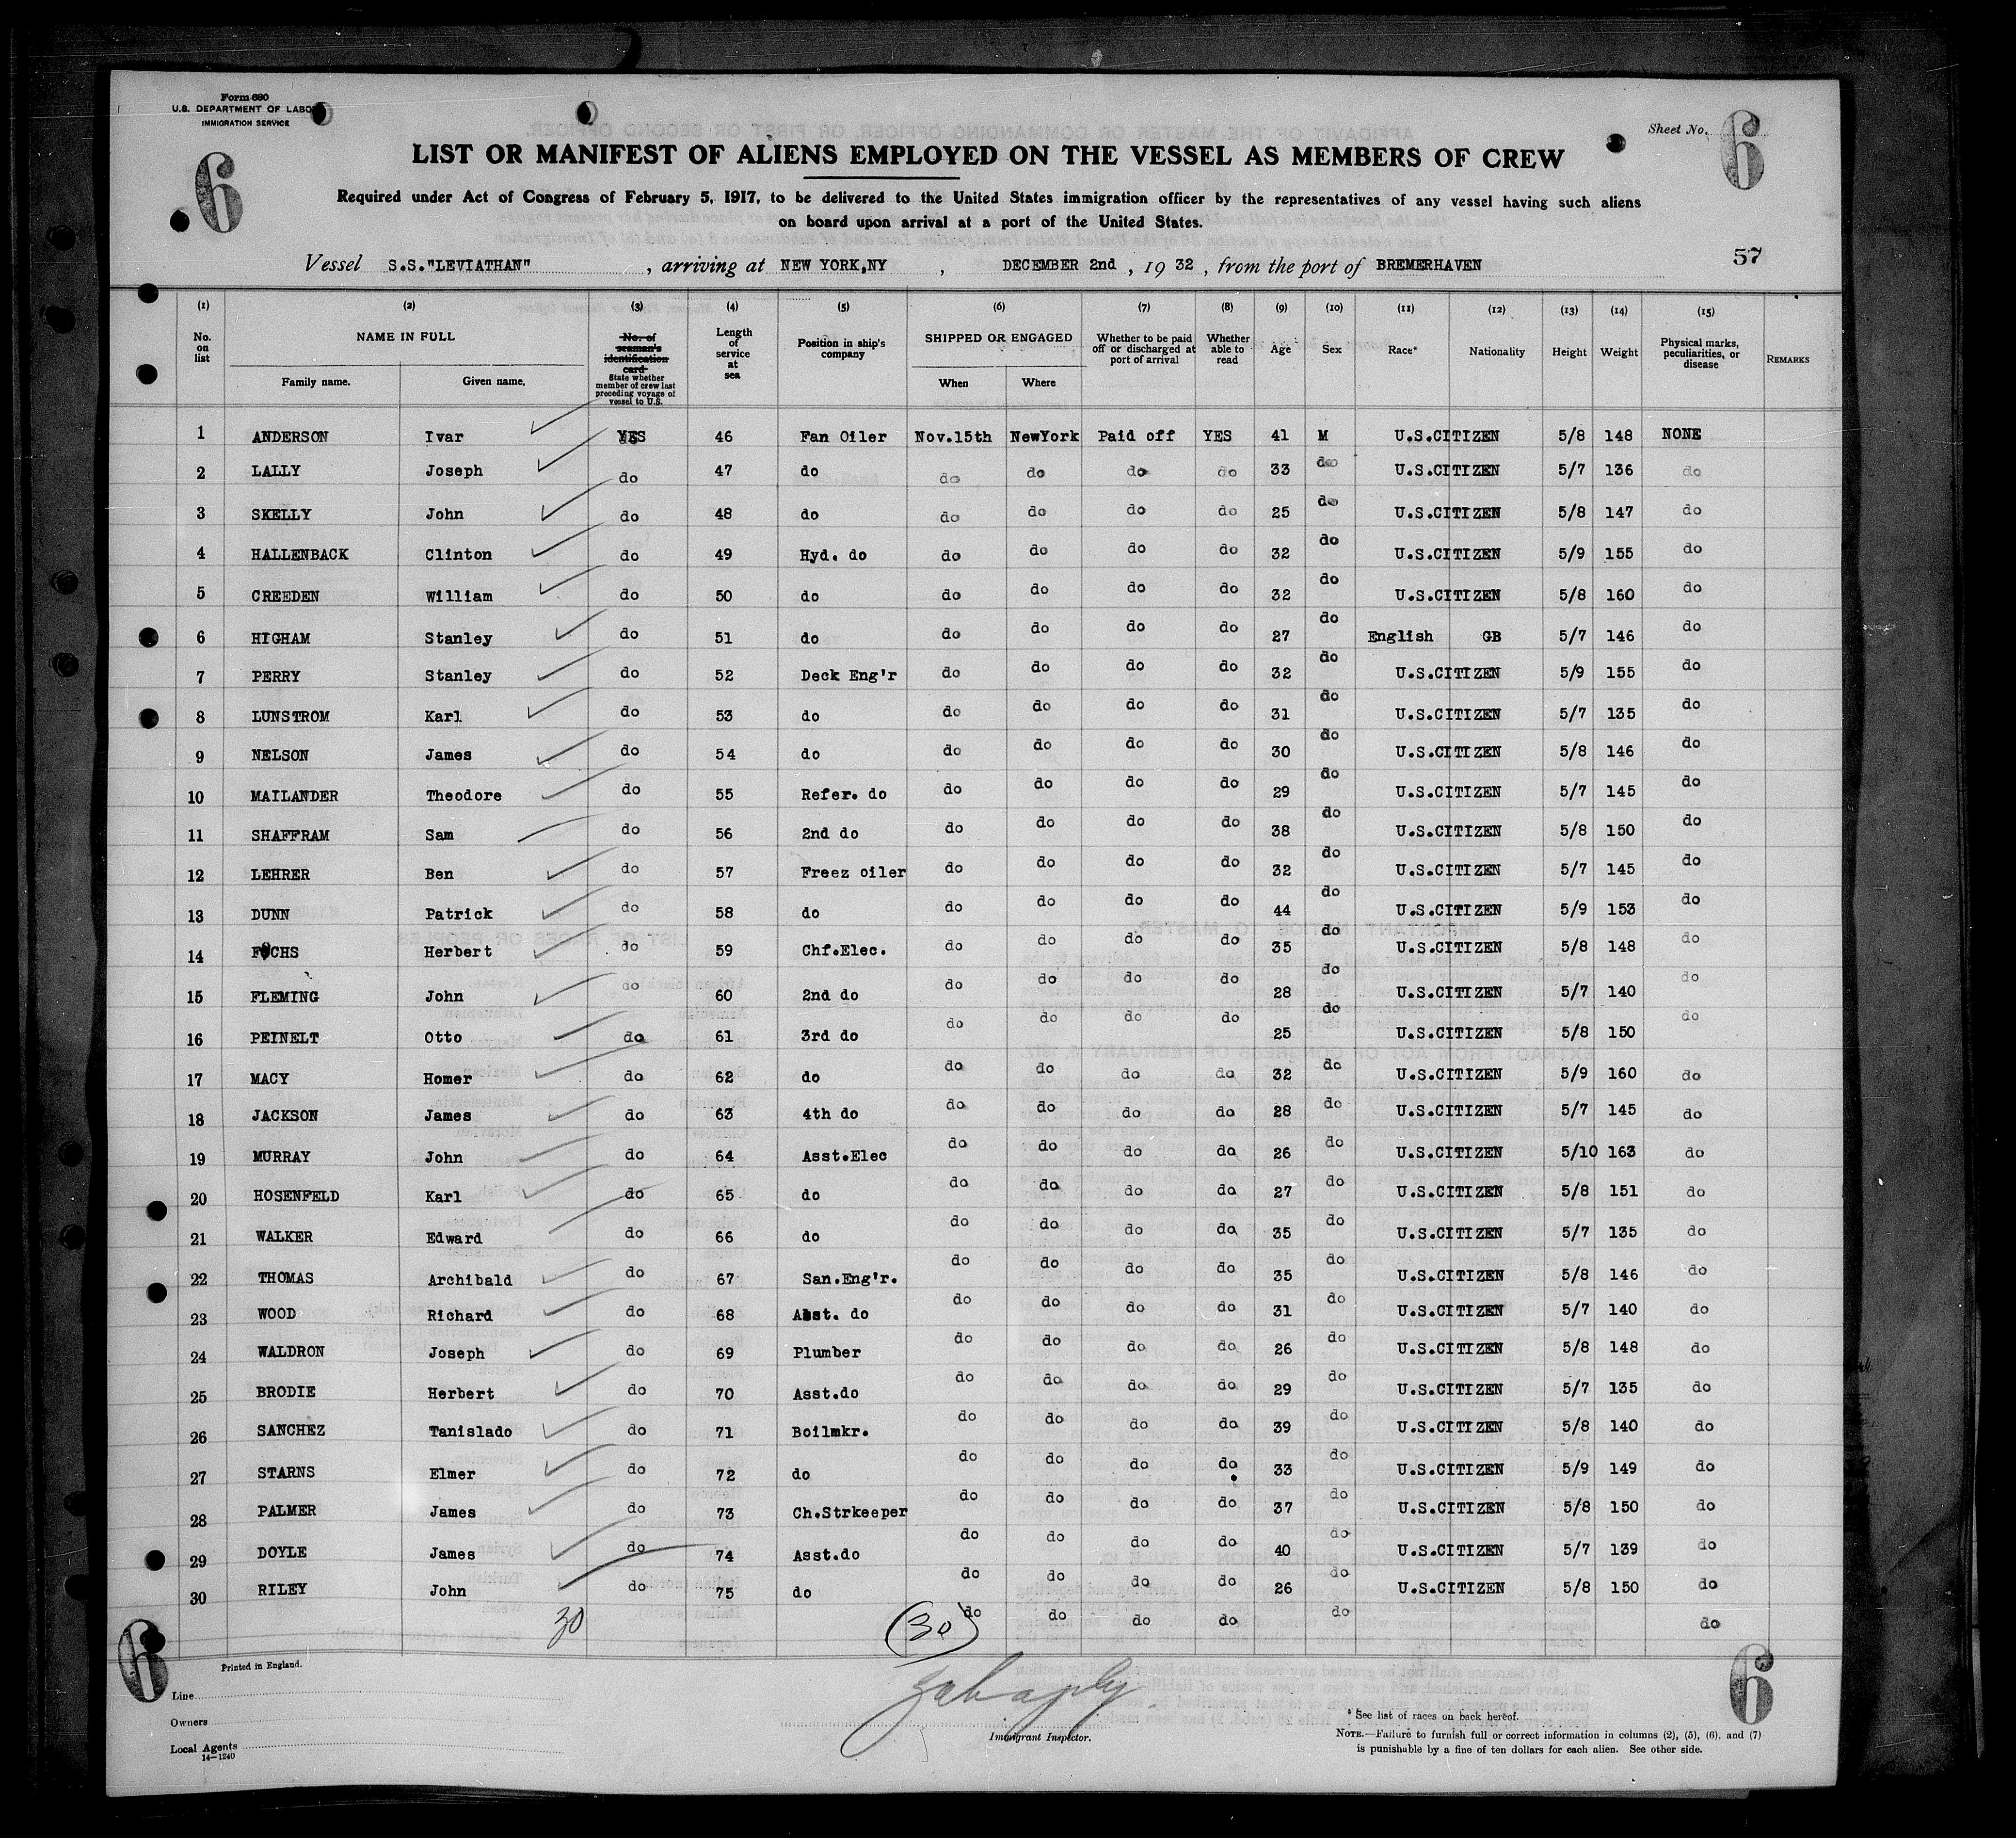 Form 680
U.S. DEPARTMENT OF LABOR
IMMIGRATION SERVICE
Sheet No. 6
6
LIST OR MANIFEST OF ALIENS EMPLOYED ON THE VESSEL AS MEMBERS OF CREW
Required under Act of Congress of February 5, 1917, to be delivered to the United States immigration officer by the representatives of any vessel having such aliens
on board upon arrival at a port of the United States.
57
Vessel S.S."LEVIATHAN" , arriving at NEW YORK,NY , DECEMBER 2nd , 19 32 , from the port of BREMERHAVEN
(1) (2) (3) (4) (5) (6) (7) (8) (9) (10) (11) (12) (13) (14) (15)
No. on list NAME IN FULL Family name. Given name. No. of seaman's identification card State whether member of crew last preceding voyage of vessel to U.S. Length of service at sea Position in ship's company SHIPPED OR ENGAGED When Where Whether to be paid off or discharged at port of arrival Whether able to read Age Sex Race* Nationality Height Weight Physical marks, peculiarities, or disease REMARKS
1 ANDERSON Ivar YES 46 Fan Oiler Nov.15th NewYork Paid off YES 41 M U.S.CITIZEN 5/8 148 NONE
2 LALLY Joseph do 47 do do do do do 33 do U.S.CITIZEN 5/7 136 do
3 SKELLY John do 48 do do do do do 25 do U.S.CITIZEN 5/8 147 do
4 HALLENBACK Clinton do 49 Hyd. do do do do do 32 do U.S.CITIZEN 5/9 155 do
5 CREEDEN William do 50 do do do do do 32 do U.S.CITIZEN 5/8 160 do
6 HIGHAM Stanley do 51 do do do do do 27 do English GB 5/7 146 do
7 PERRY Stanley do 52 Deck Eng'r do do do do 32 do U.S.CITIZEN 5/9 155 do
8 LUNSTROM Karl do 53 do do do do do 31 do U.S.CITIZEN 5/7 135 do
9 NELSON James do 54 do do do do do 30 do U.S.CITIZEN 5/8 146 do
10 MAILANDER Theodore do 55 Refer. do do do do do 29 do U.S.CITIZEN 5/7 145 do
11 SHAFFRAM Sam do 56 2nd do do do do do 38 do U.S.CITIZEN 5/8 150 do
12 LEHRER Ben do 57 Freez oiler do do do do 32 do U.S.CITIZEN 5/7 145 do
13 DUNN Patrick do 58 do do do do do 44 do U.S.CITIZEN 5/9 153 do
14 FUCHS Herbert do 59 Chf.Elec. do do do do 35 do U.S.CITIZEN 5/8 148 do
15 FLEMING John do 60 2nd do do do do do 28 do U.S.CITIZEN 5/7 140 do
16 PEINELT Otto do 61 3rd do do do do do 25 do U.S.CITIZEN 5/8 150 do
17 MACY Homer do 62 do do do do do 32 do U.S.CITIZEN 5/9 160 do
18 JACKSON James do 63 4th do do do do do 28 do U.S.CITIZEN 5/7 145 do
19 MURRAY John do 64 Asst.Elec do do do do 26 do U.S.CITIZEN 5/10 163 do
20 HOSENFELD Karl do 65 do do do do do 27 do U.S.CITIZEN 5/8 151 do
21 WALKER Edward do 66 do do do do do 35 do U.S.CITIZEN 5/7 135 do
22 THOMAS Archibald do 67 San.Eng'r. do do do do 35 do U.S.CITIZEN 5/8 146 do
23 WOOD Richard do 68 Asst. do do do do do 31 do U.S.CITIZEN 5/7 140 do
24 WALDRON Joseph do 69 Plumber do do do do 26 do U.S.CITIZEN 5/8 148 do
25 BRODIE Herbert do 70 Asst.do do do do do 29 do U.S.CITIZEN 5/7 135 do
26 SANCHEZ Tanislado do 71 Boilmkr. do do do do 39 do U.S.CITIZEN 5/8 140 do
27 STARNS Elmer do 72 do do do do do 33 do U.S.CITIZEN 5/9 149 do
28 PALMER James do 73 Ch.Strkeeper do do do do 37 do U.S.CITIZEN 5/8 150 do
29 DOYLE James do 74 Asst.do do do do do 40 do U.S.CITIZEN 5/7 139 do
30 RILEY John do 75 do do do do do 26 do U.S.CITIZEN 5/8 150 do
30 (30) do do do do do do
6 6
Printed in England.
Line
Owners
Local Agents
14-1240
Immigrant Inspector.
* See list of races on back hereof.
NOTE.—Failure to furnish full or correct information in columns (2), (5), (6), and (7)
is punishable by a fine of ten dollars for each alien. See other side.